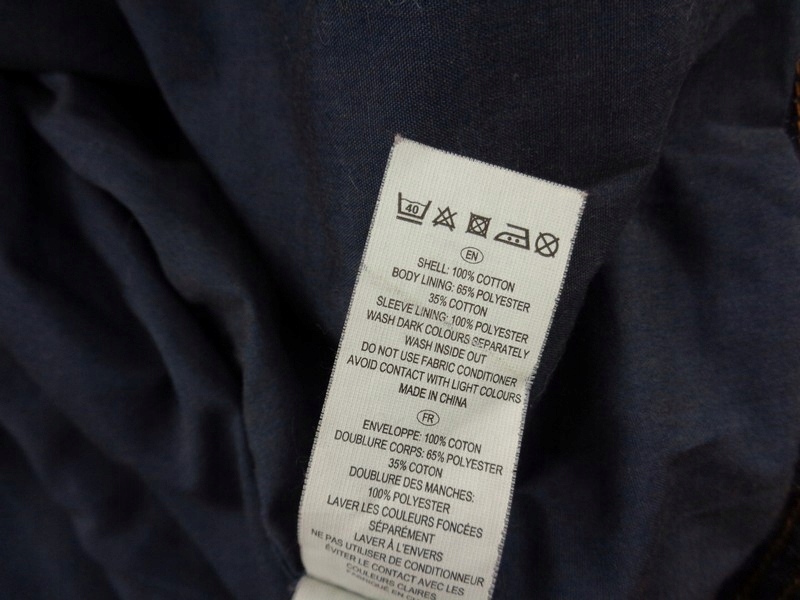 40
EN
SHELL: 100% COTTON
BODY LINING: 65% POLYESTER
35% COTTON
SLEEVE LINING: 100% POLYESTER
WASH DARK COLOURS SEPARATELY
WASH INSIDE OUT
DO NOT USE FABRIC CONDITIONER
AVOID CONTACT WITH LIGHT COLOURS
MADE IN CHINA
FR
ENVELOPPE: 100% COTON
DOUBLURE CORPS: 65% POLYESTER
35% COTON
DOUBLURE DES MANCHES:
100% POLYESTER
LAVER LES COULEURS FONCÉES
SÉPARÉMENT
LAVER À L'ENVERS
NE PAS UTILISER DE CONDITIONNEUR
ÉVITER LE CONTACT AVEC LES
COULEURS CLAIRES
FABRIQUÉ EN